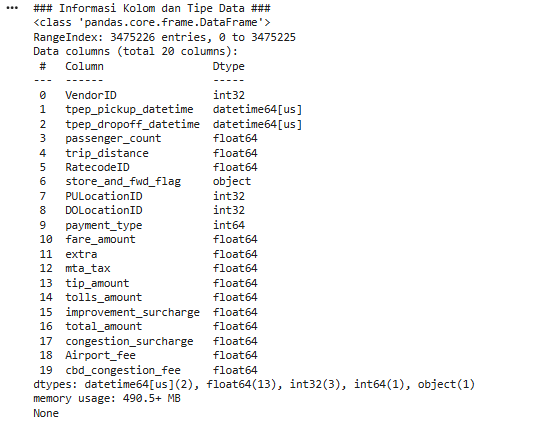 ••• ### Informasi Kolom dan Tipe Data ###
<class 'pandas.core.frame.DataFrame'>
RangeIndex: 3475226 entries, 0 to 3475225
Data columns (total 20 columns):
 #   Column                 Dtype
---  ------                 -----
 0   VendorID               int32
 1   tpep_pickup_datetime   datetime64[us]
 2   tpep_dropoff_datetime  datetime64[us]
 3   passenger_count        float64
 4   trip_distance          float64
 5   RatecodeID             float64
 6   store_and_fwd_flag     object
 7   PULocationID           int32
 8   DOLocationID           int32
 9   payment_type           int64
 10  fare_amount            float64
 11  extra                  float64
 12  mta_tax                float64
 13  tip_amount             float64
 14  tolls_amount           float64
 15  improvement_surcharge  float64
 16  total_amount           float64
 17  congestion_surcharge   float64
 18  Airport_fee            float64
 19  cbd_congestion_fee     float64
dtypes: datetime64[us](2), float64(13), int32(3), int64(1), object(1)
memory usage: 490.5+ MB
None